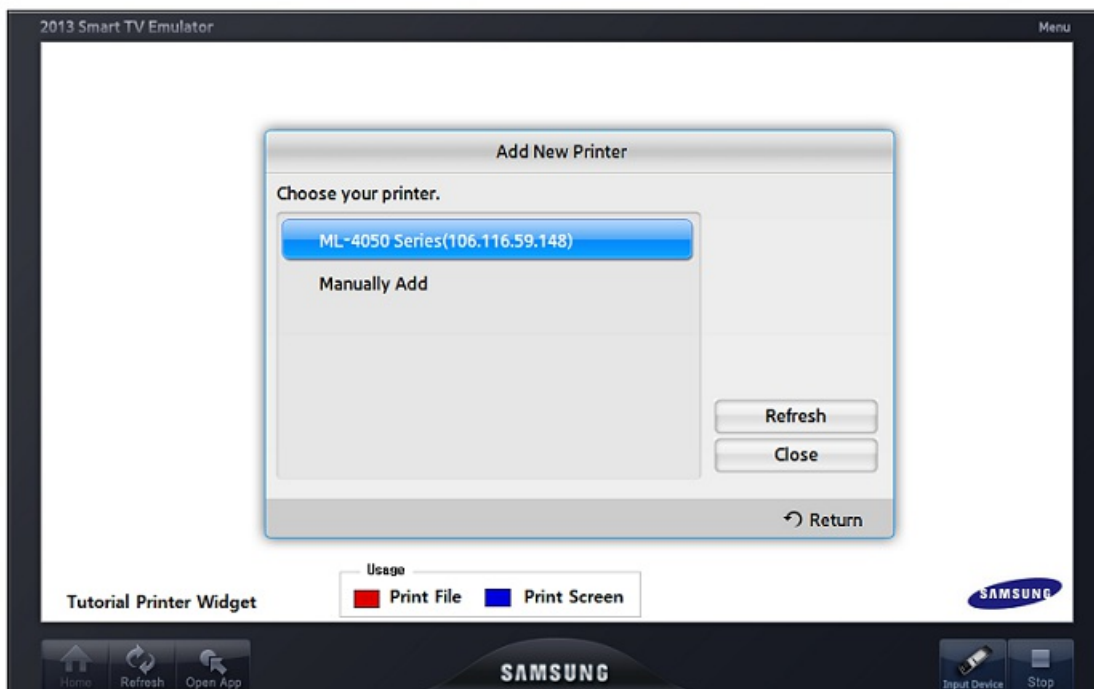 2013 Smart TV Emulator
Menu
Add New Printer
Choose your printer.
ML-4050 Series(106.116.59.148)
Manually Add
Refresh
Close
Return
Usage
Print File
Print Screen
Tutorial Printer Widget
SAMSUNG
Home
Refresh
Open App
SAMSUNG
Input Device
Stop